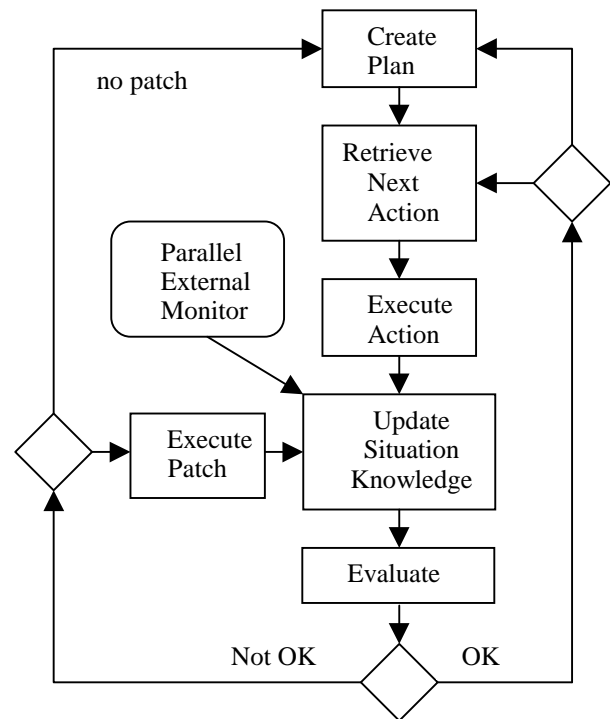 Create
Plan
no patch
Retrieve
Next
Action
Parallel
External
Monitor
Execute
Action
Execute
Patch
Update
Situation
Knowledge
Evaluate
Not OK
OK